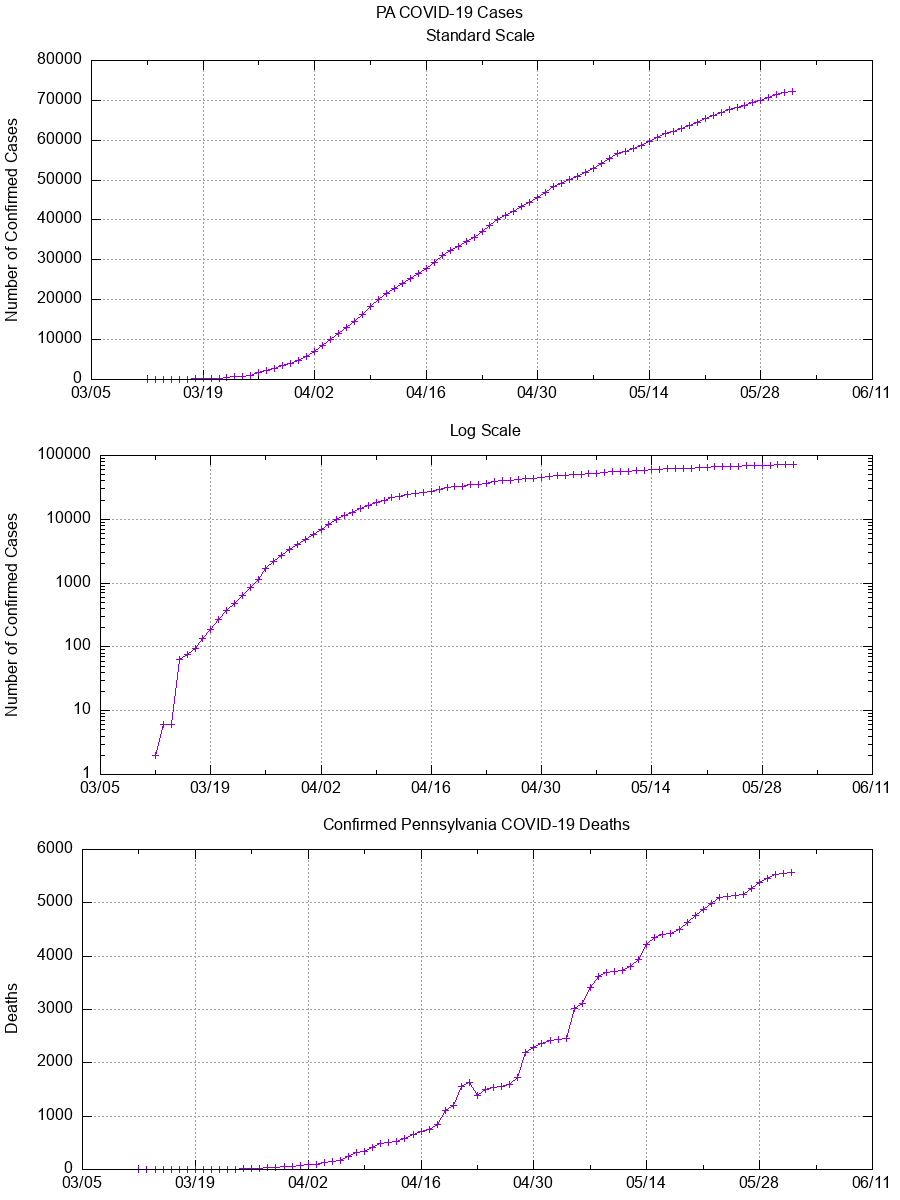 PA COVID-19 Cases
Standard Scale
80000
70000
60000
50000
40000
30000
20000
10000
0
Number of Confirmed Cases
03/05 03/19 04/02 04/16 04/30 05/14 05/28 06/11
Log Scale
100000
10000
1000
100
10
1
Number of Confirmed Cases
03/05 03/19 04/02 04/16 04/30 05/14 05/28 06/11
Confirmed Pennsylvania COVID-19 Deaths
6000
5000
4000
3000
2000
1000
0
Deaths
03/05 03/19 04/02 04/16 04/30 05/14 05/28 06/11